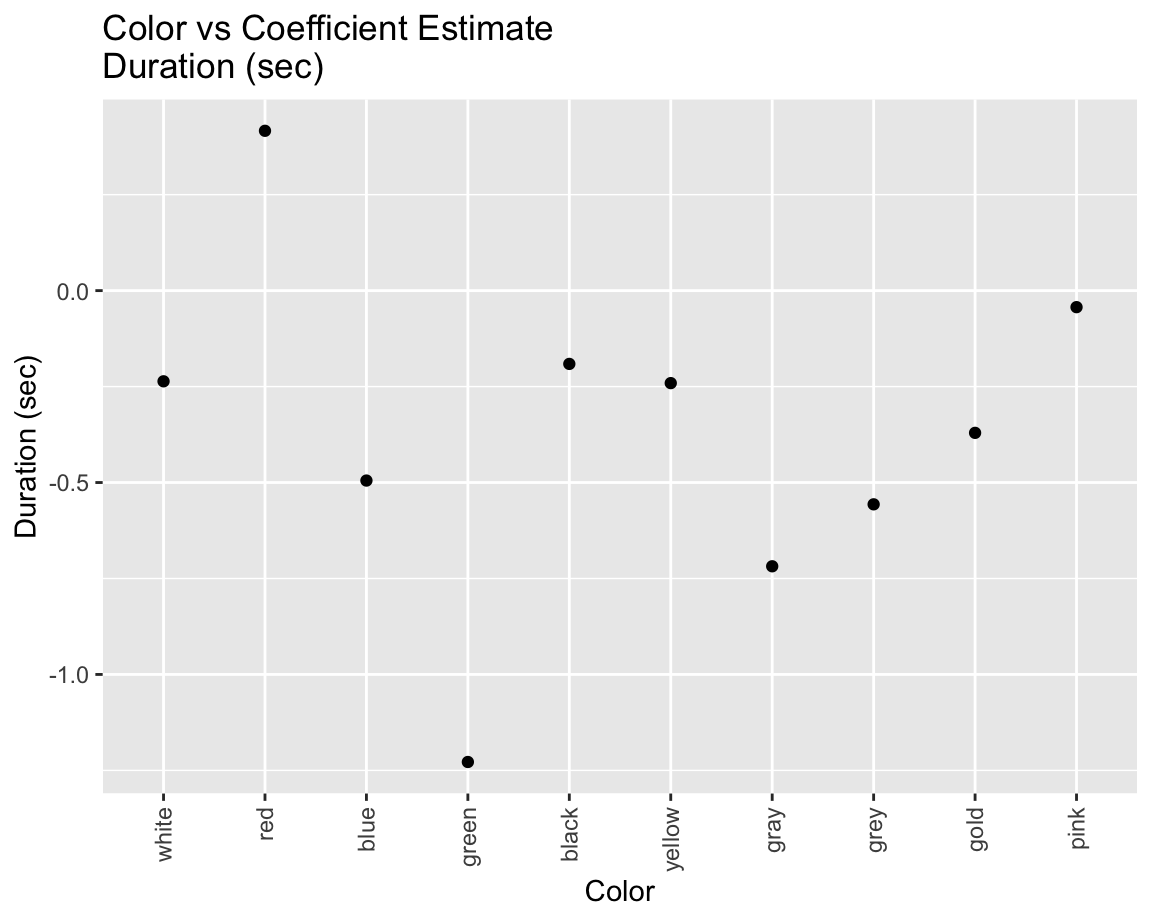 Color vs Coefficient Estimate
Duration (sec)
Duration (sec)
0.0
-0.5
-1.0
white
red
blue
green
black
yellow
gray
grey
gold
pink
Color